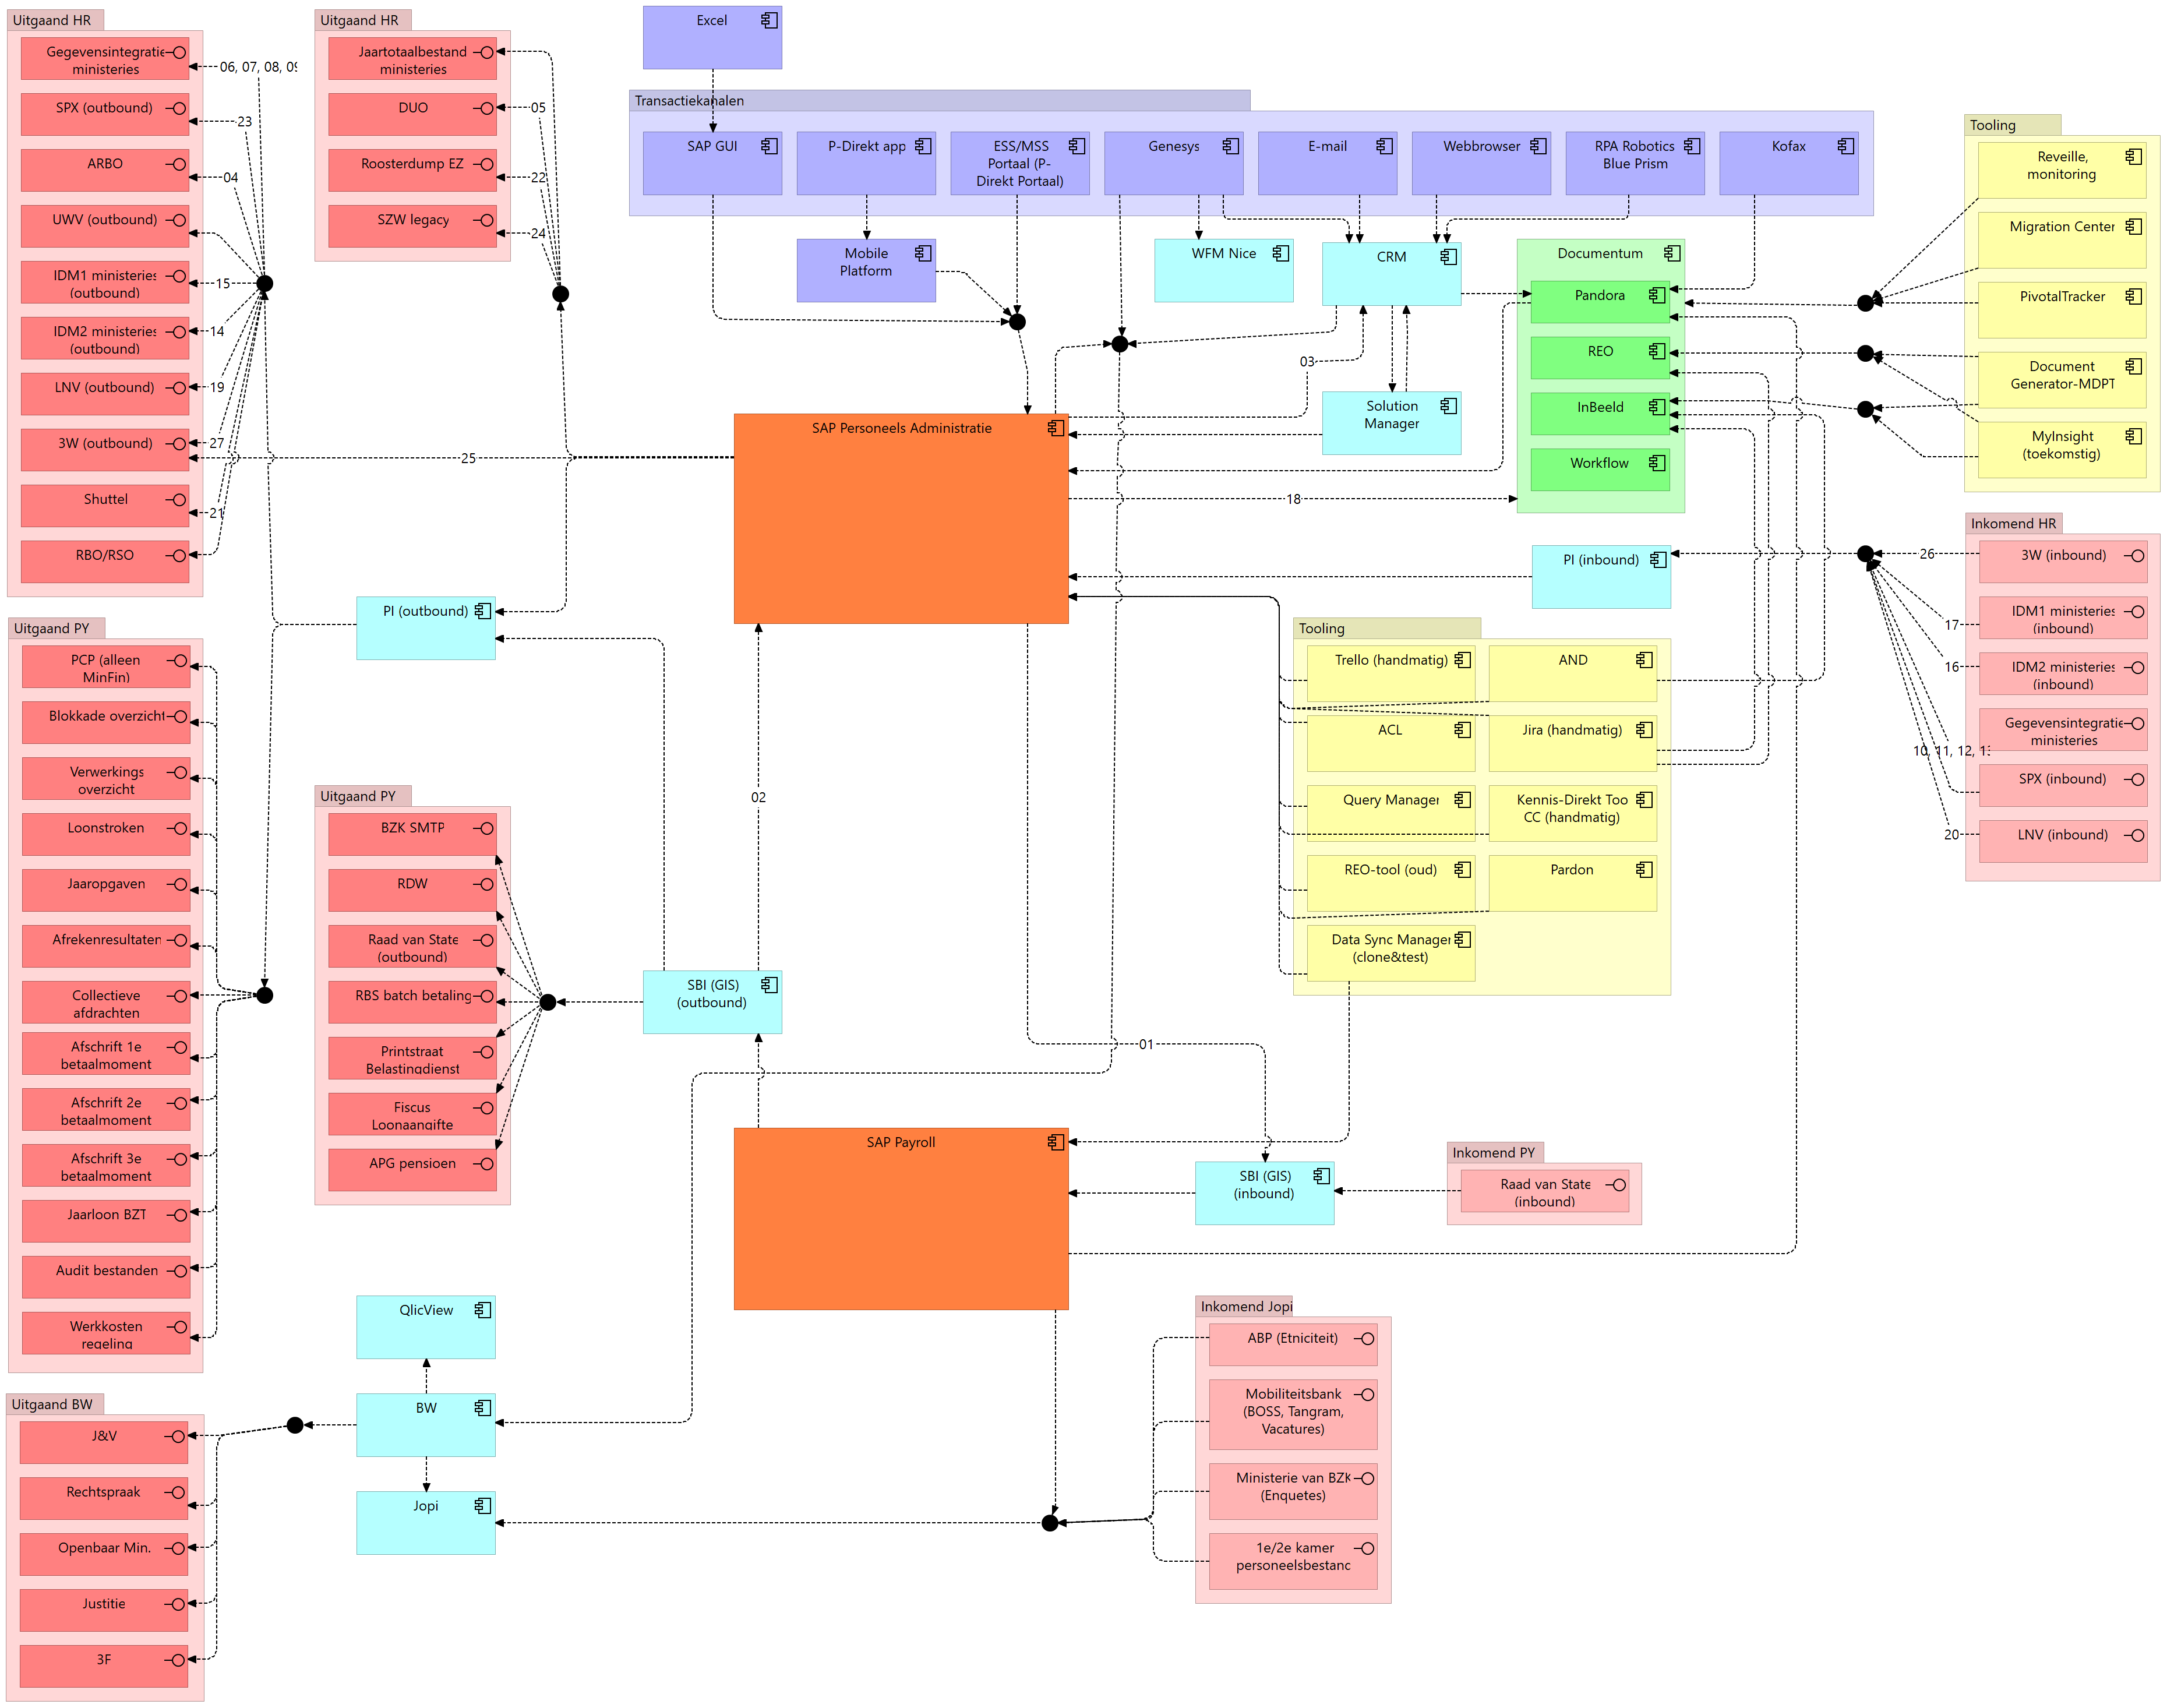 Uitgaand HR
Gegevensintegratie
ministeries
SPX (outbound)
ARBO
UWV (outbound)
IDM1 ministeries
(outbound)
IDM2 ministeries
(outbound)
LNV (outbound)
3W (outbound)
Shuttel
RBO/RSO
06, 07, 08, 09
23
04
15
14
19
27
21
25
Uitgaand HR
Jaartotaalbestand
ministeries
DUO
Roosterdump EZ
SZW legacy
05
22
24
Excel
Transactiekanalen
SAP GUI
P-Direkt app
ESS/MSS
Portaal (P-
Direkt Portaal)
Genesys
E-mail
Webbrowser
RPA Robotics
Blue Prism
Kofax
Mobile
Platform
WFM Nice
CRM
Solution
Manager
03
Documentum
Pandora
REO
InBeeld
Workflow
18
Tooling
Reveille,
monitoring
Migration Center
PivotalTracker
Document
Generator-MDPT
MyInsight
(toekomstig)
SAP Personeels Administratie
PI (inbound)
Inkomend HR
3W (inbound)
IDM1 ministeries
(inbound)
IDM2 ministeries
(inbound)
Gegevensintegratie
ministeries
SPX (inbound)
LNV (inbound)
26
17
16
10, 11, 12, 13
20
PI (outbound)
Uitgaand PY
PCP (alleen
MinFin)
Blokkade overzicht
Verwerkings
overzicht
Loonstroken
Jaaropgaven
Afrekenresultaten
Collectieve
afdrachten
Afschrift 1e
betaalmoment
Afschrift 2e
betaalmoment
Afschrift 3e
betaalmoment
Jaarloon BZT
Audit bestanden
Werkkosten
regeling
Uitgaand PY
BZK SMTP
RDW
Raad van State
(outbound)
RBS batch betaling
Printstraat
Belastingdienst
Fiscus
Loonaangifte
APG pensioen
SBI (GIS)
(outbound)
02
01
Tooling
Trello (handmatig)
AND
ACL
Jira (handmatig)
Query Manager
Kennis-Direkt Too
CC (handmatig)
REO-tool (oud)
Pardon
Data Sync Manager
(clone&test)
SAP Payroll
SBI (GIS)
(inbound)
Inkomend PY
Raad van State
(inbound)
QlicView
BW
Jopi
Inkomend Jopi
ABP (Etniciteit)
Mobiliteitsbank
(BOSS, Tangram,
Vacatures)
Ministerie van BZK
(Enquetes)
1e/2e kamer
personeelsbestand
Uitgaand BW
J&V
Rechtspraak
Openbaar Min.
Justitie
3F